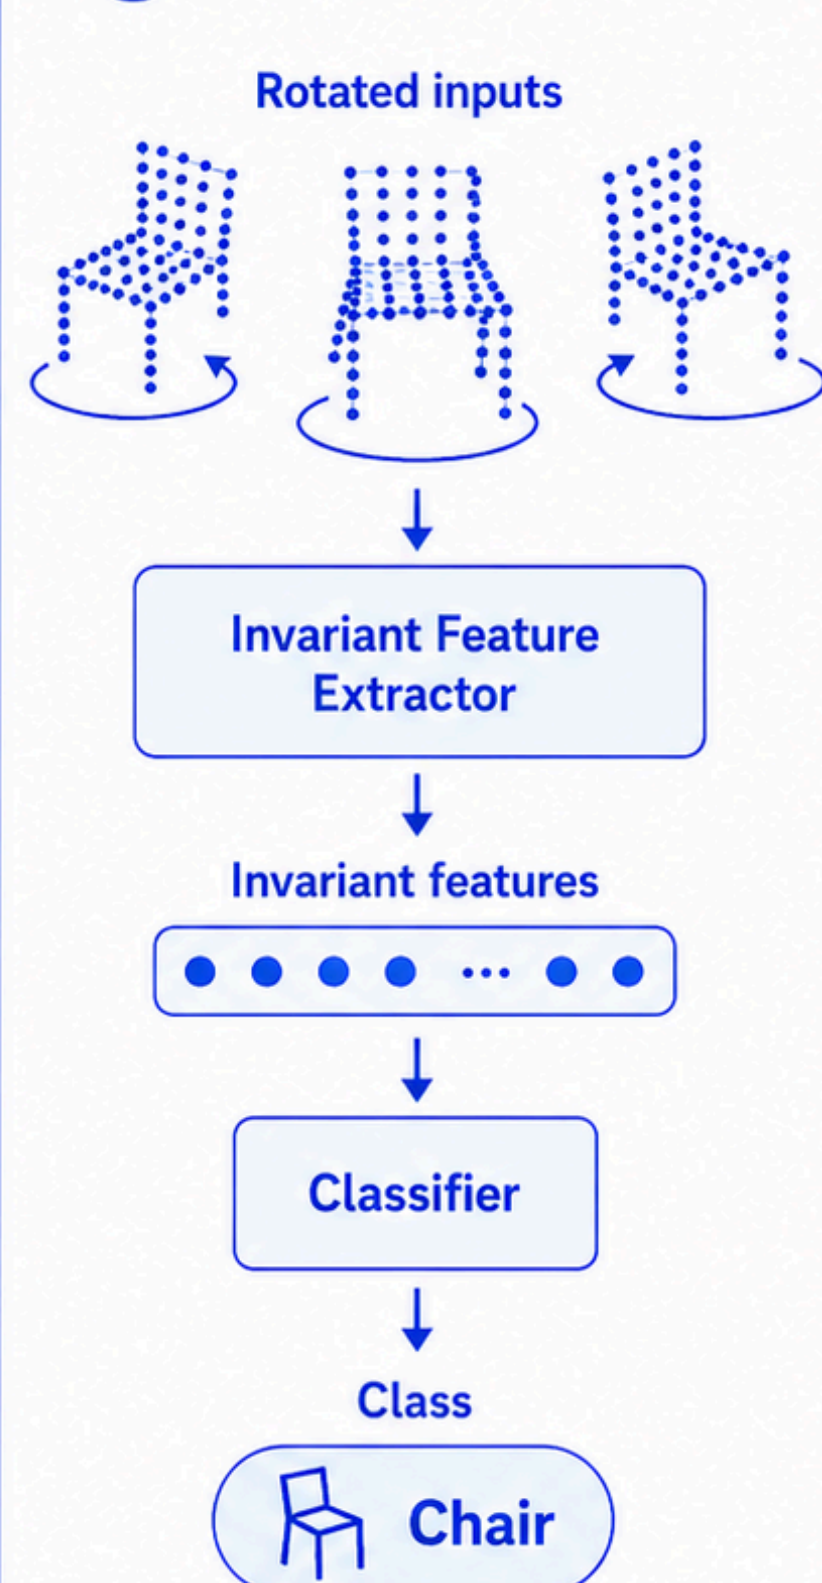 Rotated inputs
Invariant Feature
Extractor
Invariant features
...
Classifier
Class
Chair